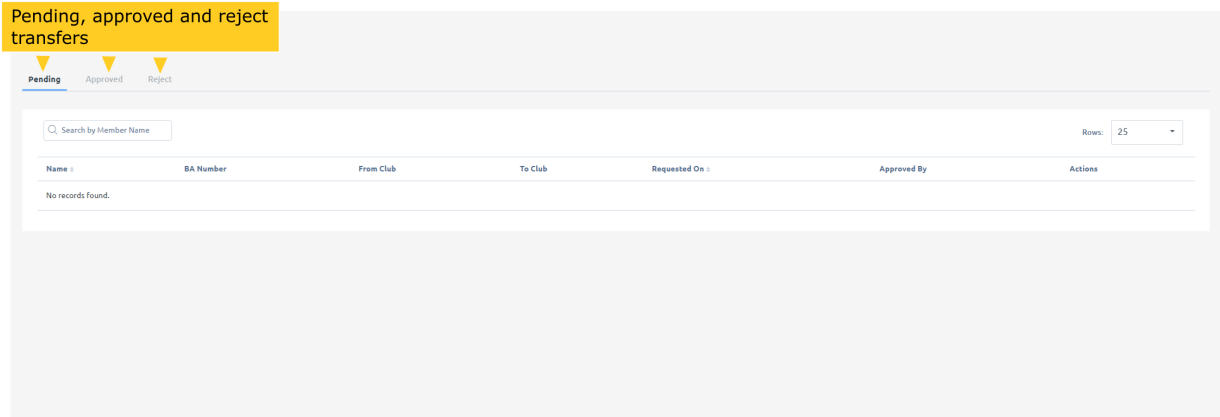 Pending, approved and reject
transfers
Pending Approved Reject
Search by Member Name
Rows: 25
Name BA Number From Club To Club Requested On Approved By Actions
No records found.